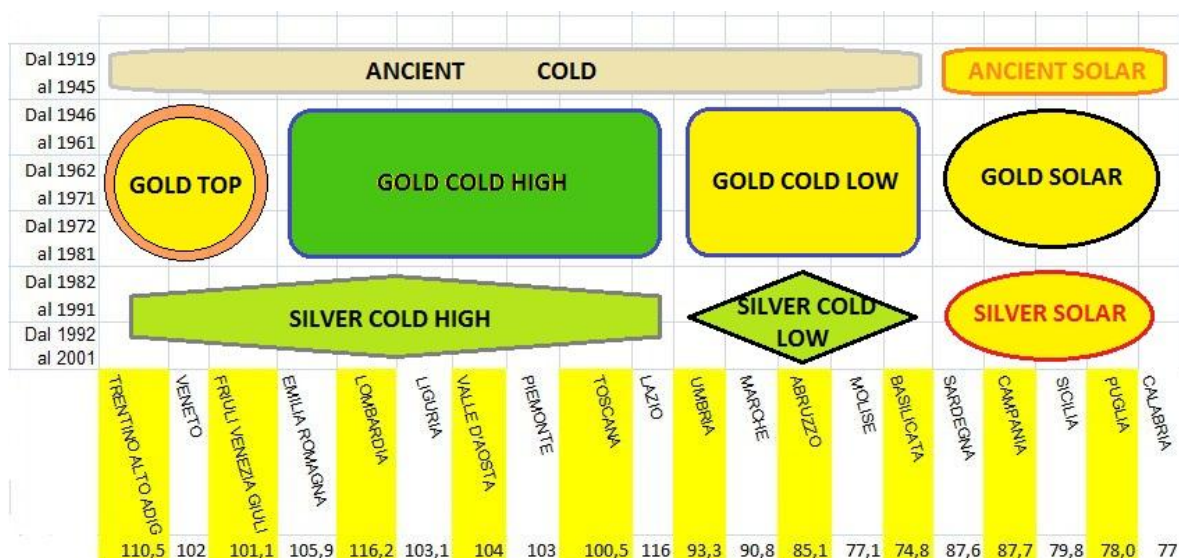 Dal 1919
al 1945
ANCIENT COLD
ANCIENT SOLAR
Dal 1946
al 1961
Dal 1962
al 1971
Dal 1972
al 1981
GOLD TOP
GOLD COLD HIGH
GOLD COLD LOW
GOLD SOLAR
Dal 1982
al 1991
Dal 1992
al 2001
SILVER COLD HIGH
SILVER COLD
LOW
SILVER SOLAR
TRENTINO ALTO ADIG
VENETO
FRIULI VENEZIA GIULI
EMILIA ROMAGNA
LOMBARDIA
LIGURIA
VALLE D'AOSTA
PIEMONTE
TOSCANA
LAZIO
UMBRIA
MARCHE
ABRUZZO
MOLISE
BASILICATA
SARDEGNA
CAMPANIA
SICILIA
PUGLIA
CALABRIA
110,5 102 101,1 105,9 116,2 103,1 104 103 100,5 116 93,3 90,8 85,1 77,1 74,8 87,6 87,7 79,8 78,0 77